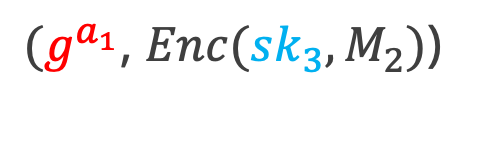 (g^{a_1}, Enc(sk_3, M_2))